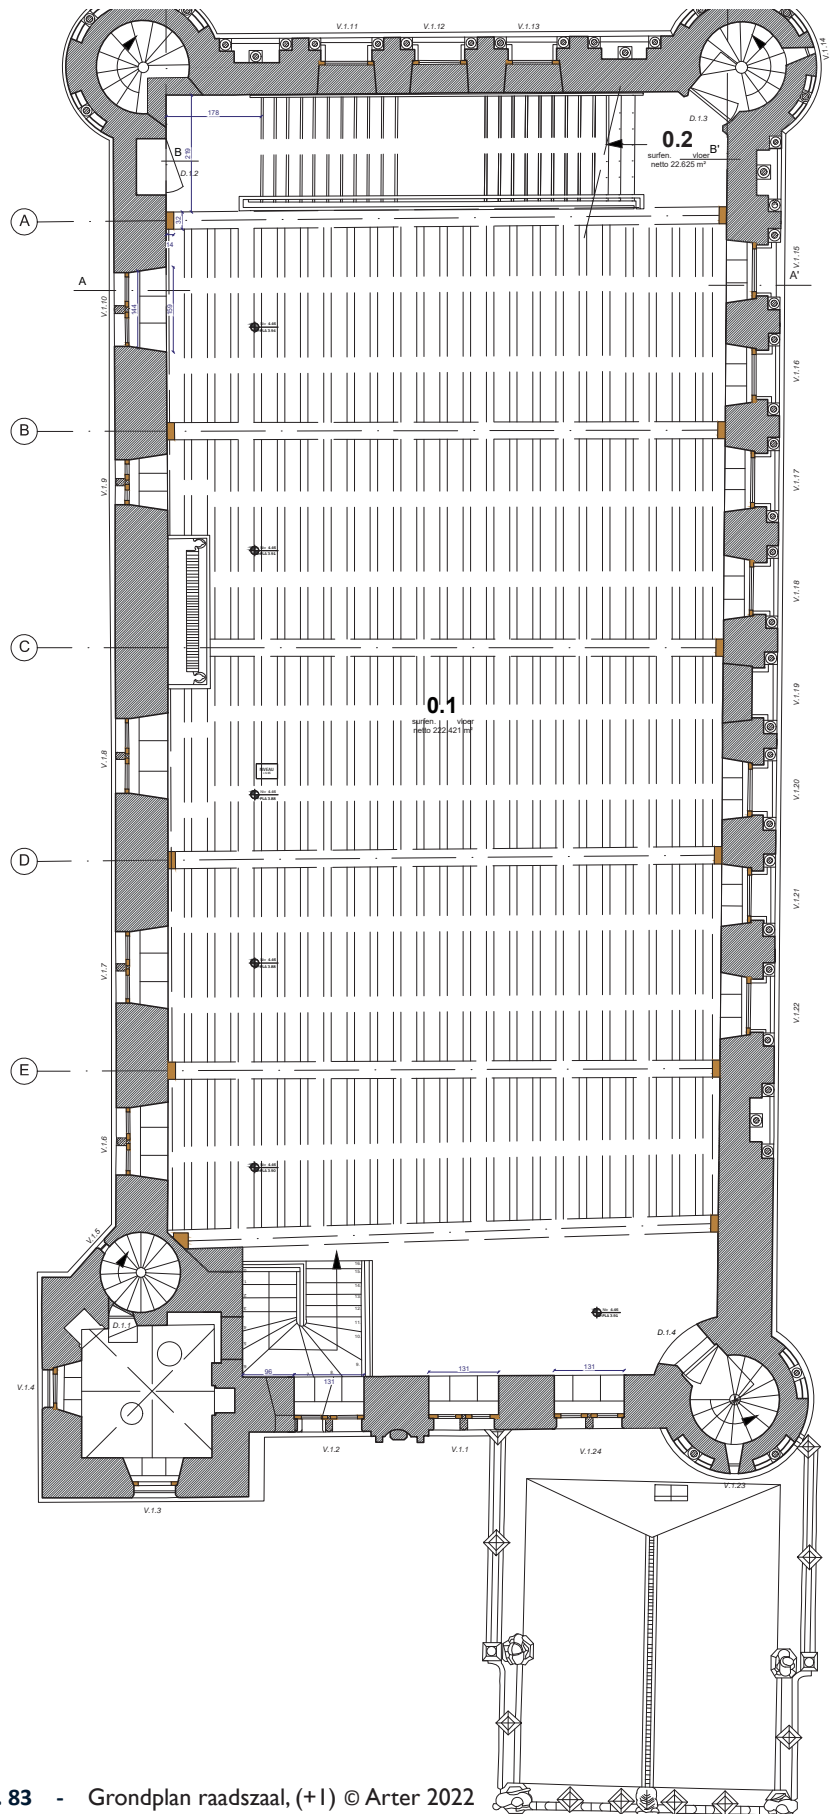 V.1.11
V.1.12
V.1.13
V.1.14
178
219
D.1.3
0.2
surfen. vloer
netto 22.625 m²
B
B'
D.1.2
A
32
14
A
A'
V.1.15
V.1.10
144
159
V.1.16
B
V.1.9
V.1.17
V.1.18
C
V.1.19
0.1
surfen. vloer
netto 222.421 m²
V.1.8
NIVEAU
V.1.20
D
V.1.21
V.1.7
V.1.22
E
V.1.6
V.1.5
D.1.1
D.1.4
96
131
131
131
V.1.4
V.1.2
V.1.1
V.1.24
V.1.23
V.1.3
. 83 - Grondplan raadszaal, (+1) © Arter 2022